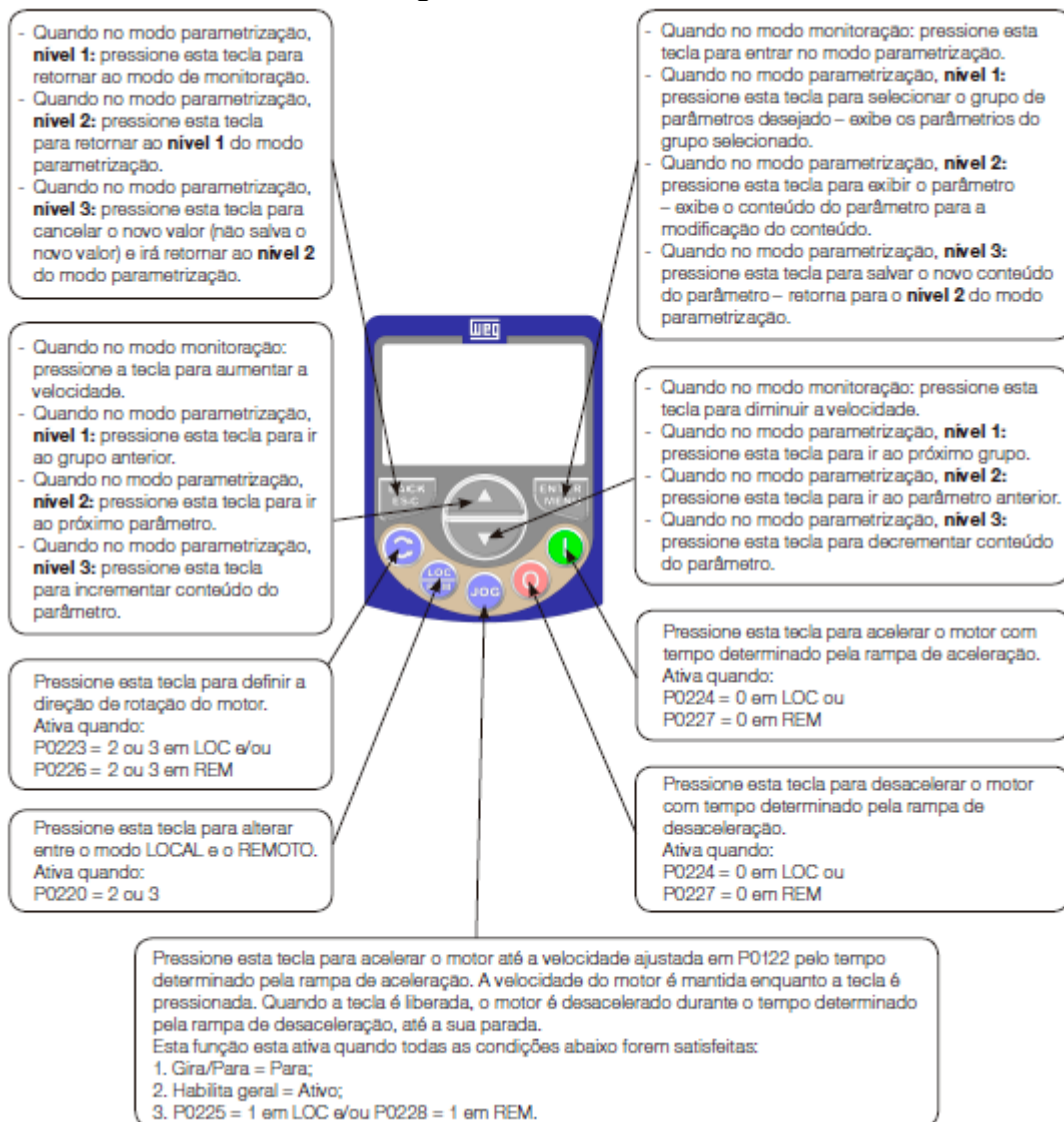 - Quando no modo parametrização,
nível 1: pressione esta tecla para
retornar ao modo de monitoração.
- Quando no modo parametrização,
nível 2: pressione esta tecla
para retornar ao nível 1 do modo
parametrização.
- Quando no modo parametrização,
nível 3: pressione esta tecla para
cancelar o novo valor (não salva o
novo valor) e irá retornar ao nível 2
do modo parametrização.
- Quando no modo monitoração: pressione esta
tecla para entrar no modo parametrização.
- Quando no modo parametrização, nível 1:
pressione esta tecla para selecionar o grupo de
parâmetros desejado – exibe os parâmetrios do
grupo selecionado.
- Quando no modo parametrização, nível 2:
pressione esta tecla para exibir o parâmetro
– exibe o conteúdo do parâmetro para a
modificação do conteúdo.
- Quando no modo parametrização, nível 3:
pressione esta tecla para salvar o novo conteúdo
do parâmetro – retorna para o nível 2 do modo
parametrização.
- Quando no modo monitoração:
pressione a tecla para aumentar a
velocidade.
- Quando no modo parametrização,
nível 1: pressione esta tecla para ir
ao grupo anterior.
- Quando no modo parametrização,
nível 2: pressione esta tecla para ir
ao próximo parâmetro.
- Quando no modo parametrização,
nível 3: pressione esta tecla
para incrementar conteúdo do
parâmetro.
weg
ESC
ENTER
MENU
LOC
JOG
- Quando no modo monitoração: pressione esta
tecla para diminuir a velocidade.
- Quando no modo parametrização, nível 1:
pressione esta tecla para ir ao próximo grupo.
- Quando no modo parametrização, nível 2:
pressione esta tecla para ir ao parâmetro anterior.
- Quando no modo parametrização, nível 3:
pressione esta tecla para decrementar conteúdo
do parâmetro.
Pressione esta tecla para definir a
direção de rotação do motor.
Ativa quando:
P0223 = 2 ou 3 em LOC e/ou
P0226 = 2 ou 3 em REM
Pressione esta tecla para acelerar o motor com
tempo determinado pela rampa de aceleração.
Ativa quando:
P0224 = 0 em LOC ou
P0227 = 0 em REM
Pressione esta tecla para alterar
entre o modo LOCAL e o REMOTO.
Ativa quando:
P0220 = 2 ou 3
Pressione esta tecla para desacelerar o motor
com tempo determinado pela rampa de
desaceleração.
Ativa quando:
P0224 = 0 em LOC ou
P0227 = 0 em REM
Pressione esta tecla para acelerar o motor até a velocidade ajustada em P0122 pelo tempo
determinado pela rampa de aceleração. A velocidade do motor é mantida enquanto a tecla é
pressionada. Quando a tecla é liberada, o motor é desacelerado durante o tempo determinado
pela rampa de desaceleração, até a sua parada.
Esta função esta ativa quando todas as condições abaixo forem satisfeitas:
1. Gira/Para = Para;
2. Habilita geral = Ativo;
3. P0225 = 1 em LOC e/ou P0228 = 1 em REM.